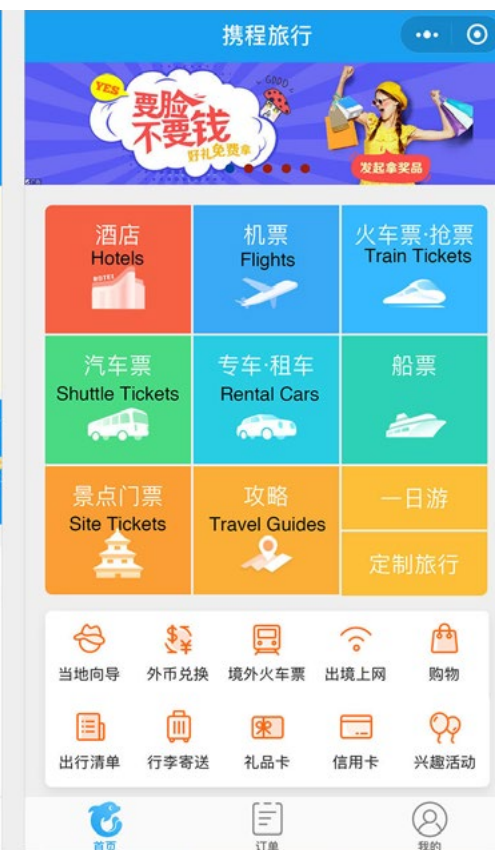 携程旅行
YES
GOOD
要脸
不要钱
好礼免费拿
发起拿奖品
酒店
Hotels
HOTEL
机票
Flights
火车票·抢票
Train Tickets
汽车票
Shuttle Tickets
专车·租车
Rental Cars
船票
景点门票
Site Tickets
攻略
Travel Guides
一日游
定制旅行
当地向导
外币兑换
境外火车票
出境上网
购物
出行清单
行李寄送
礼品卡
信用卡
兴趣活动
首页
订单
我的